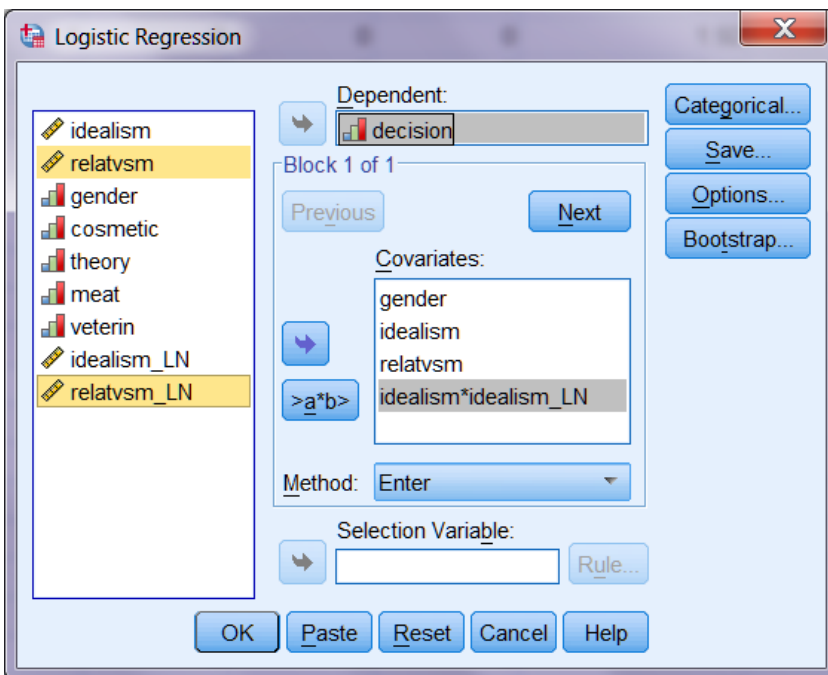 Logistic Regression
X
idealism
relatvsm
gender
cosmetic
theory
meat
veterin
idealism_LN
relatvsm_LN
Dependent:
decision
Block 1 of 1
Previous
Next
Covariates:
gender
idealism
relatvsm
idealism*idealism_LN
>a*b>
Method: Enter
Selection Variable:
Rule...
Categorical...
Save...
Options...
Bootstrap...
OK Paste Reset Cancel Help